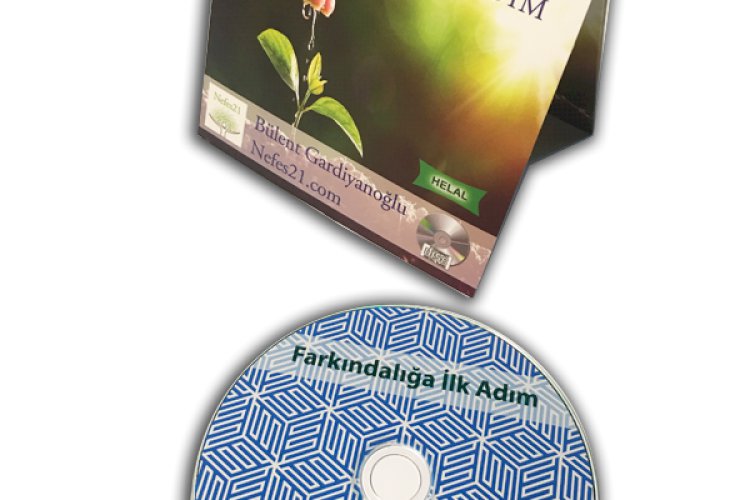 Nefes21
Bülent Gardiyanoğlu
Nefes21.com
HELAL
Farkındalığa İlk Adım